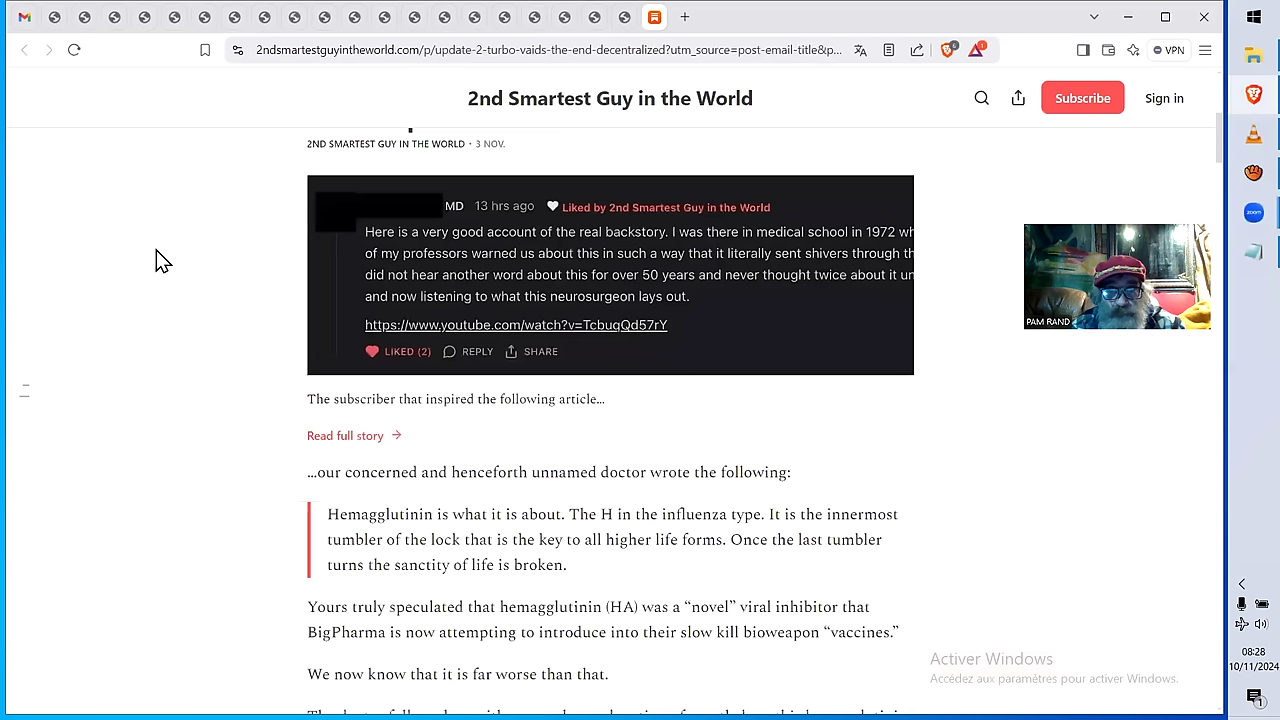 2ndsmartestguyintheworld.com/p/update-2-turbo-vaids-the-end-decentralized?utm_source=post-email-title&p...
6
1
VPN
2nd Smartest Guy in the World
Subscribe
Sign in
2ND SMARTEST GUY IN THE WORLD · 3 NOV.
MD 13 hrs ago Liked by 2nd Smartest Guy in the World
Here is a very good account of the real backstory. I was there in medical school in 1972
of my professors warned us about this in such a way that it literally sent shivers through
did not hear another word about this for over 50 years and never thought twice about it
and now listening to what this neurosurgeon lays out.
https://www.youtube.com/watch?v=TcbuqQd57rY
LIKED (2) REPLY SHARE
PAM RAND
The subscriber that inspired the following article...
Read full story →
...our concerned and henceforth unnamed doctor wrote the following:
Hemagglutinin is what it is about. The H in the influenza type. It is the innermost
tumbler of the lock that is the key to all higher life forms. Once the last tumbler
turns the sanctity of life is broken.
Yours truly speculated that hemagglutinin (HA) was a “novel” viral inhibitor that
BigPharma is now attempting to introduce into their slow kill bioweapon “vaccines.”
We now know that it is far worse than that.
Activer Windows
Accédez aux paramètres pour activer Windows.
zoom
08:28
10/11/2024
1